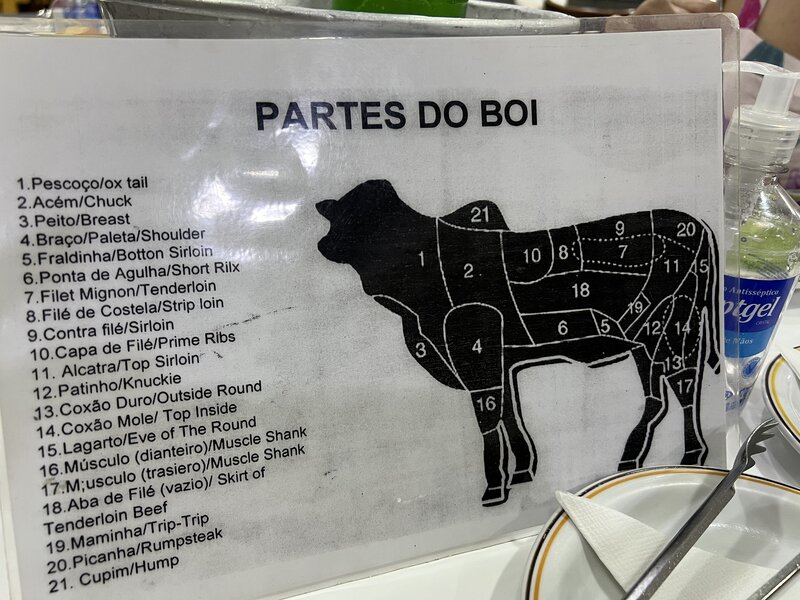 PARTES DO BOI
1.Pescoço/ox tail
2.Acém/Chuck
3.Peito/Breast
4.Braço/Paleta/Shoulder
5.Fraldinha/Botton Sirloin
6.Ponta de Agulha/Short Rilx
7.Filet Mignon/Tenderloin
8.Filé de Costela/Strip loin
9.Contra filé/Sirloin
10.Capa de Filé/Prime Ribs
11. Alcatra/Top Sirloin
12.Patinho/Knuckie
13.Coxão Duro/Outside Round
14.Coxão Mole/ Top Inside
15.Lagarto/Eve of The Round
16.Músculo (dianteiro)/Muscle Shank
17.M;usculo (trasiero)/Muscle Shank
18.Aba de Filé (vazio)/ Skirt of
Tenderloin Beef
19.Maminha/Trip-Trip
20.Picanha/Rumpsteak
21. Cupim/Hump
21
9
20
1
2
10
8
7
11
5
18
19
3
4
6
5
12
14
13
16
17
Antisséptico
tgel
Mãos